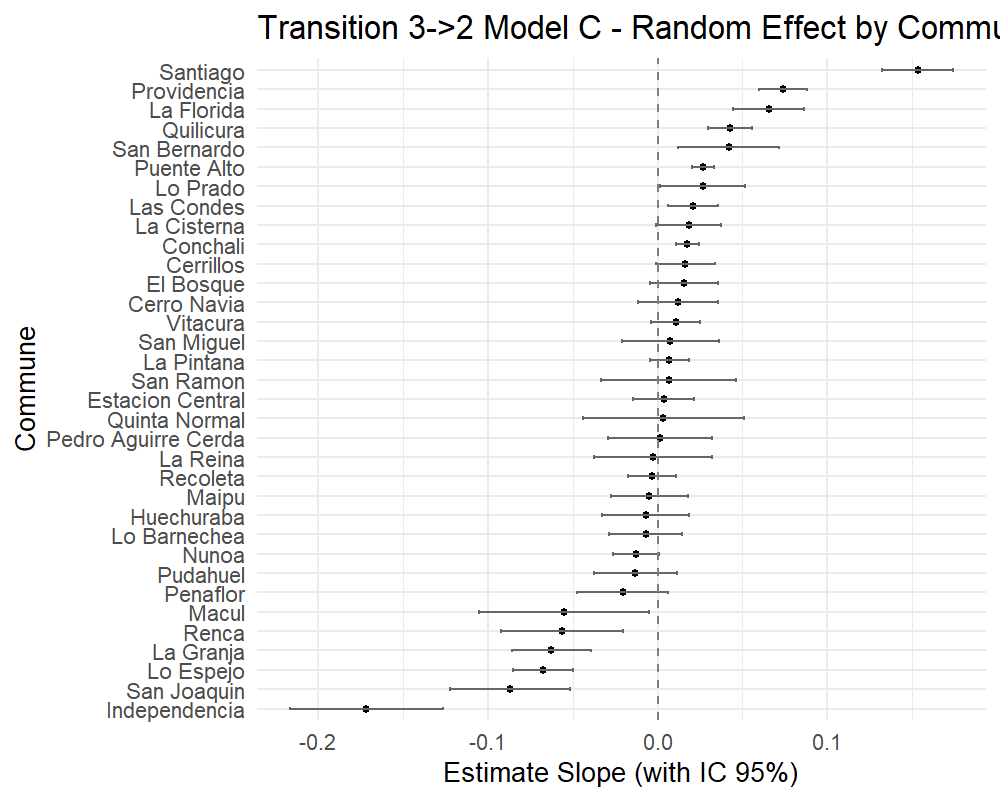 Transition 3->2 Model C - Random Effect by Commu
Santiago
Providencia
La Florida
Quilicura
San Bernardo
Puente Alto
Lo Prado
Las Condes
La Cisterna
Conchali
Cerrillos
El Bosque
Cerro Navia
Vitacura
San Miguel
La Pintana
San Ramon
Estacion Central
Quinta Normal
Pedro Aguirre Cerda
La Reina
Recoleta
Maipu
Huechuraba
Lo Barnechea
Nunoa
Pudahuel
Penaflor
Macul
Renca
La Granja
Lo Espejo
San Joaquin
Independencia
Commune
-0.2 -0.1 0.0 0.1
Estimate Slope (with IC 95%)